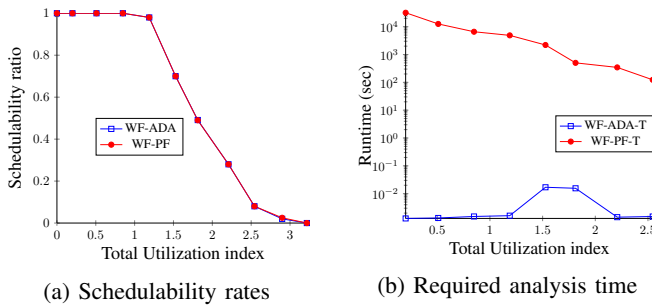 1
0.8
0.6
0.4
0.2
0
0 0.5 1 1.5 2 2.5 3
Schedulability ratio
WF-ADA
WF-PF
Total Utilization index
(a) Schedulability rates
10^4
10^3
10^2
10^1
10^0
10^−1
10^−2
0.5 1 1.5 2 2.5
Runtime (sec)
WF-ADA-T
WF-PF-T
Total Utilization index
(b) Required analysis time